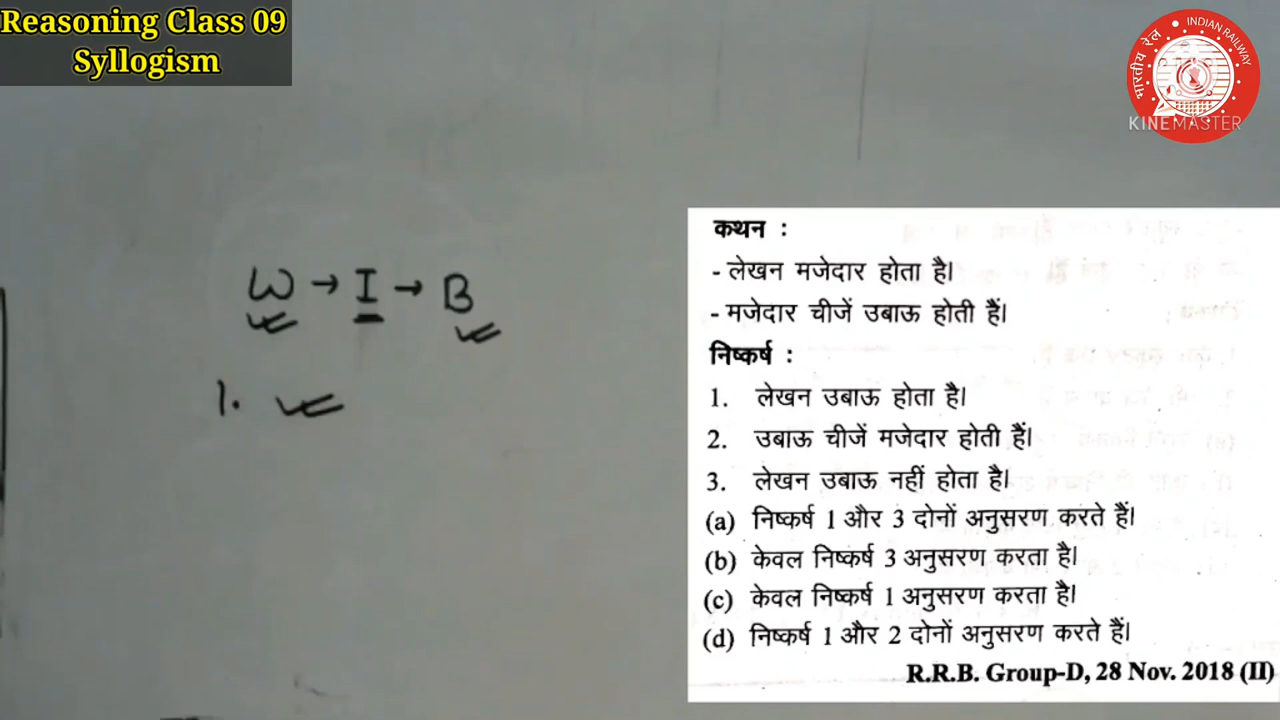 Reasoning Class 09
Syllogism
भारतीय रेल
INDIAN RAILWAY
KINEMASTER
W → I → B
1.
कथन :
- लेखन मजेदार होता है।
- मजेदार चीजें उबाऊ होती हैं।
निष्कर्ष :
1. लेखन उबाऊ होता है।
2. उबाऊ चीजें मजेदार होती हैं।
3. लेखन उबाऊ नहीं होता है।
(a) निष्कर्ष 1 और 3 दोनों अनुसरण करते हैं।
(b) केवल निष्कर्ष 3 अनुसरण करता है।
(c) केवल निष्कर्ष 1 अनुसरण करता है।
(d) निष्कर्ष 1 और 2 दोनों अनुसरण करते हैं।
R.R.B. Group-D, 28 Nov. 2018 (II)